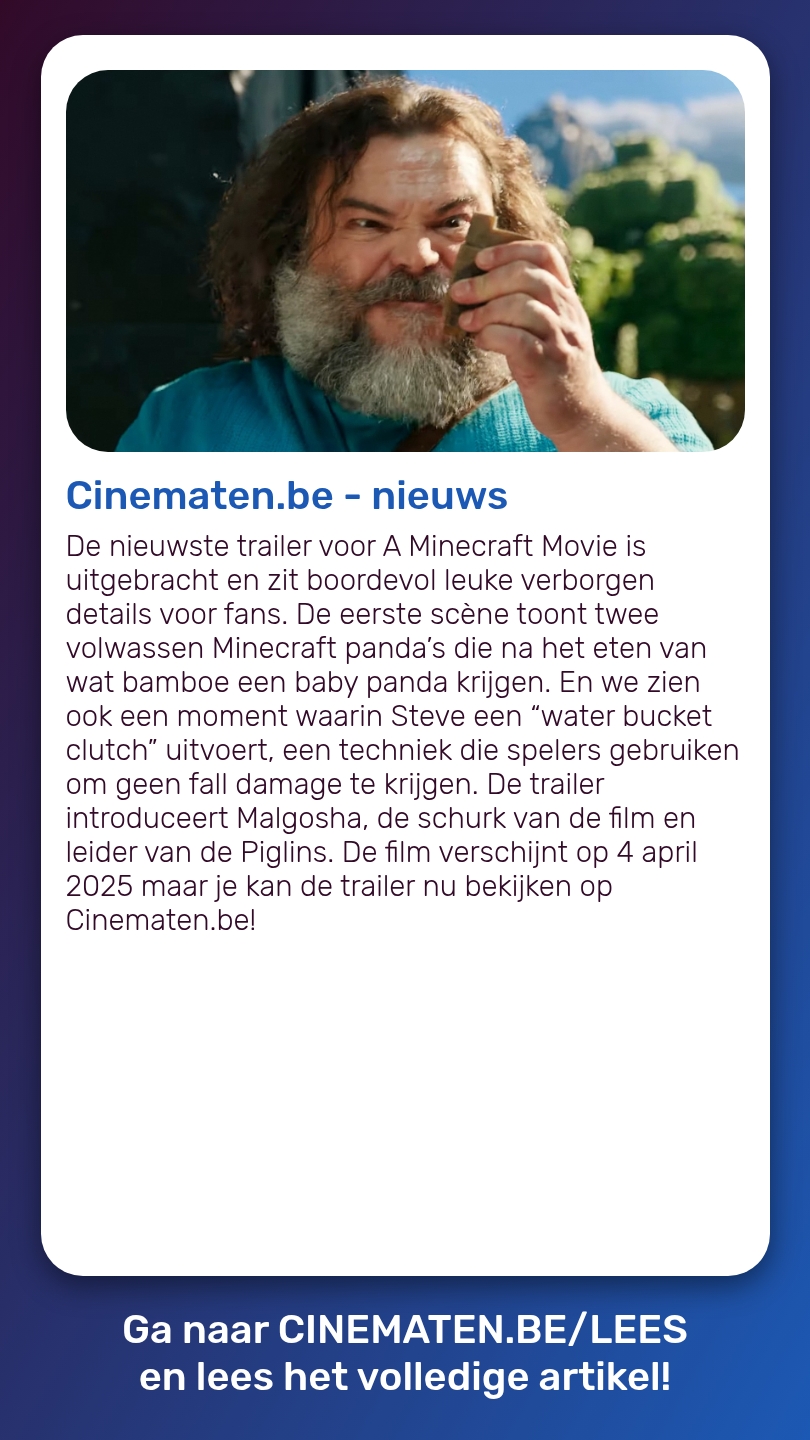 Cinematen.be - nieuws
De nieuwste trailer voor A Minecraft Movie is
uitgebracht en zit boordevol leuke verborgen
details voor fans. De eerste scène toont twee
volwassen Minecraft panda’s die na het eten van
wat bamboe een baby panda krijgen. En we zien
ook een moment waarin Steve een “water bucket
clutch” uitvoert, een techniek die spelers gebruiken
om geen fall damage te krijgen. De trailer
introduceert Malgosha, de schurk van de film en
leider van de Piglins. De film verschijnt op 4 april
2025 maar je kan de trailer nu bekijken op
Cinematen.be!
Ga naar CINEMATEN.BE/LEES
en lees het volledige artikel!